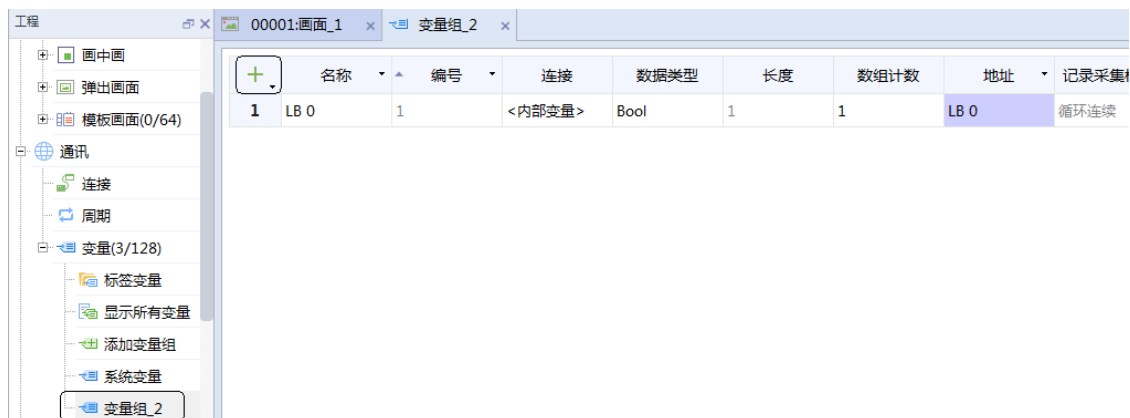 工程
00001:画面_1
变量组_2
画中画
弹出画面
模板画面(0/64)
通讯
连接
周期
变量(3/128)
标签变量
显示所有变量
添加变量组
系统变量
变量组_2
名称 编号 连接 数据类型 长度 数组计数 地址 记录采集
1 LB 0 1 <内部变量> Bool 1 1 LB 0 循环连续